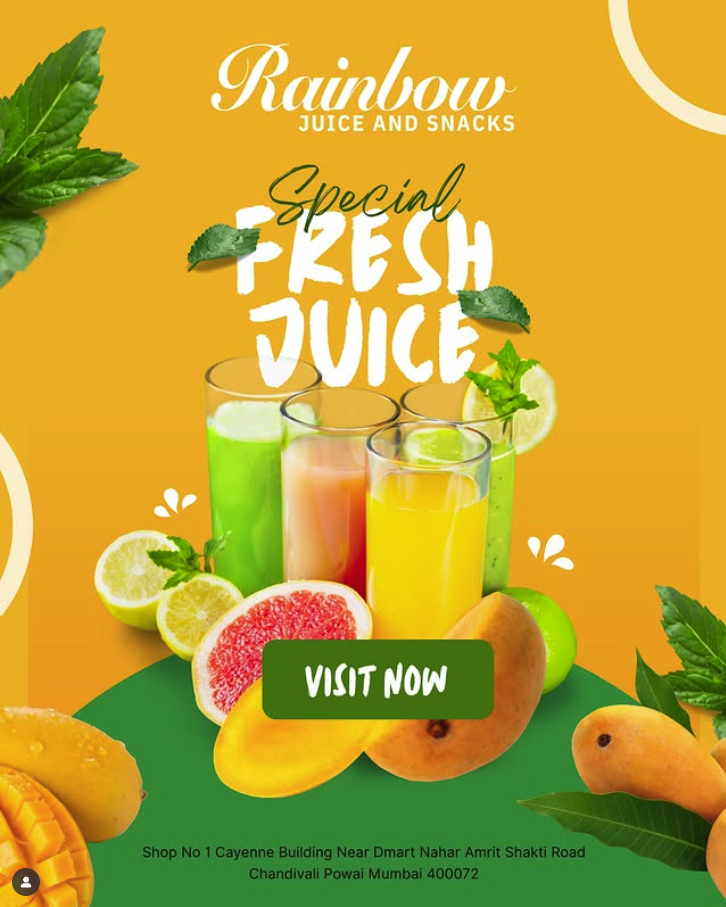 Rainbow
JUICE AND SNACKS
Special
FRESH
JUICE
VISIT NOW
Shop No 1 Cayenne Building Near Dmart Nahar Amrit Shakti Road
Chandivali Powai Mumbai 400072